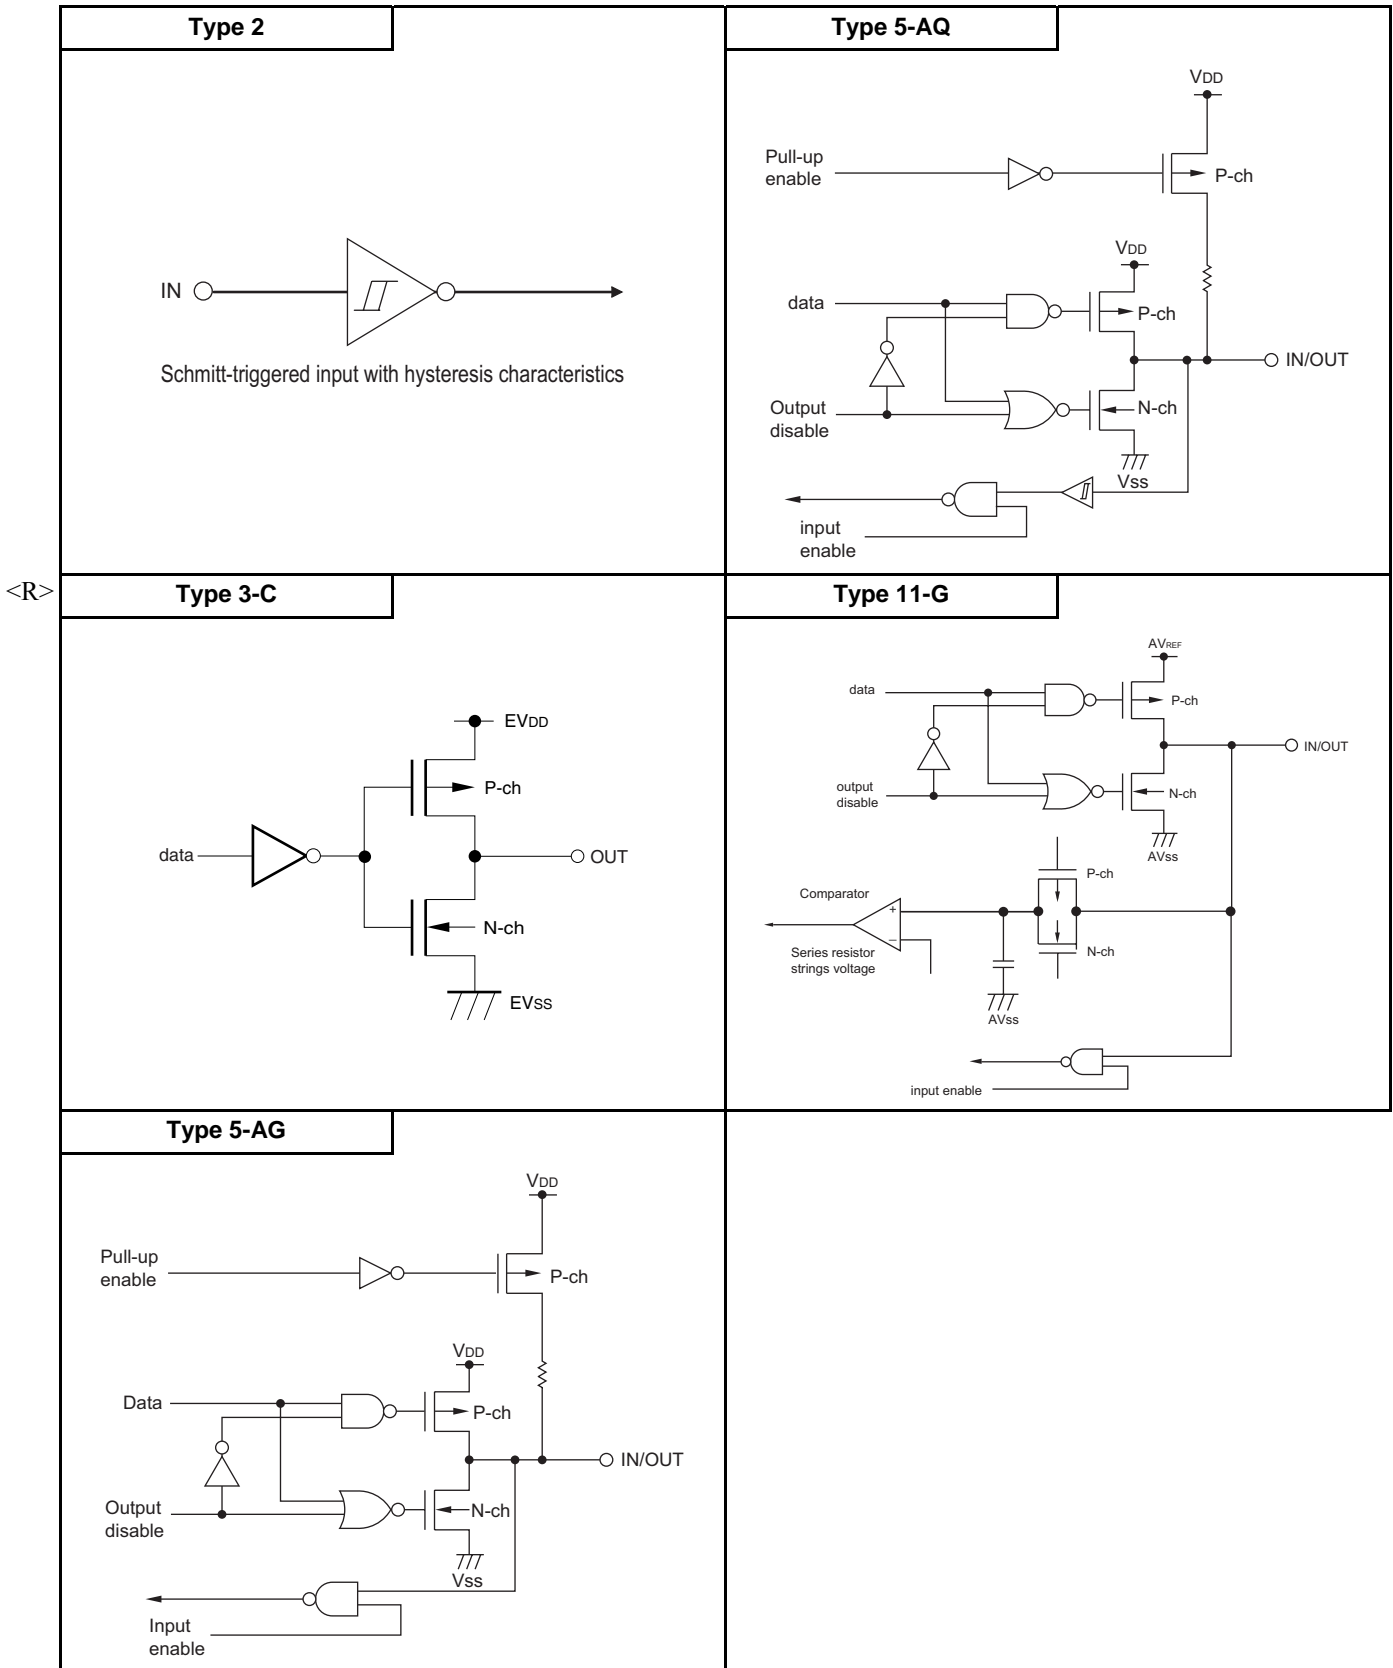 Type 2
IN
Schmitt-triggered input with hysteresis characteristics
Type 5-AQ
VDD
Pull-up
enable
P-ch
VDD
data
P-ch
IN/OUT
Output
disable
N-ch
Vss
input
enable
<R>
Type 3-C
EVDD
P-ch
data
OUT
N-ch
EVss
Type 11-G
AVREF
data
P-ch
IN/OUT
output
disable
N-ch
AVss
P-ch
Comparator
+
–
Series resistor
strings voltage
N-ch
AVss
input enable
Type 5-AG
VDD
Pull-up
enable
P-ch
VDD
Data
P-ch
IN/OUT
Output
disable
N-ch
Vss
Input
enable